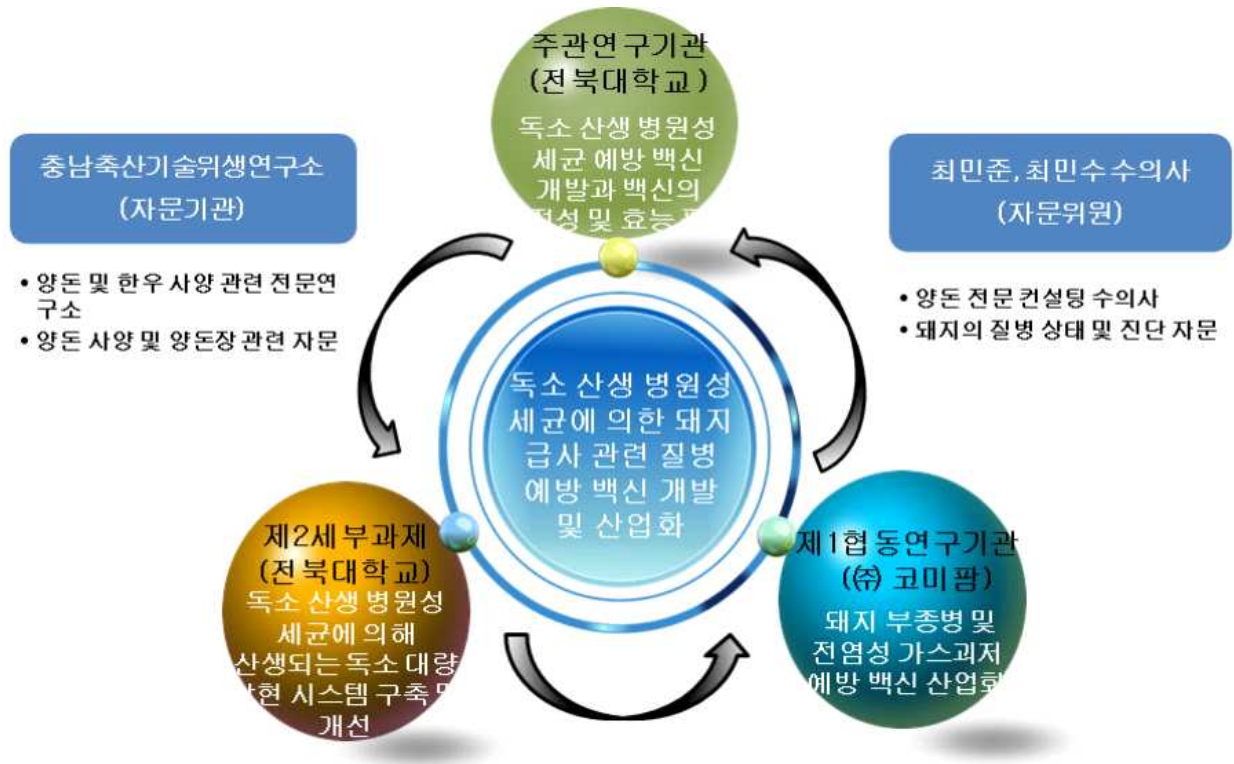 주관연구기관
(전북대학교)
독소 산생 병원성
세균 예방 백신
개발과 백신의
및 효능
충남축산기술위생연구소
(자문기관)
• 양돈 및 한우 사양 관련 전문연
구소
• 양돈 사양 및 양돈장 관련 자문
최민준, 최민수 수의사
(자문위원)
• 양돈 전문 컨설팅 수의사
• 돼지의 질병 상태 및 진단 자문
독소 산생 병원성
세균에 의한 돼지
급사 관련 질병
예방 백신 개발
및 산업화
제2세부과제
(전북대학교)
독소 산생 병원성
세균에 의해
산생되는 독소 대량
시스템 구축
개선
제1협동연구기관
(㈜ 코미팜)
돼지 부종병 및
전염성 가스괴저
예방 백신 산업화